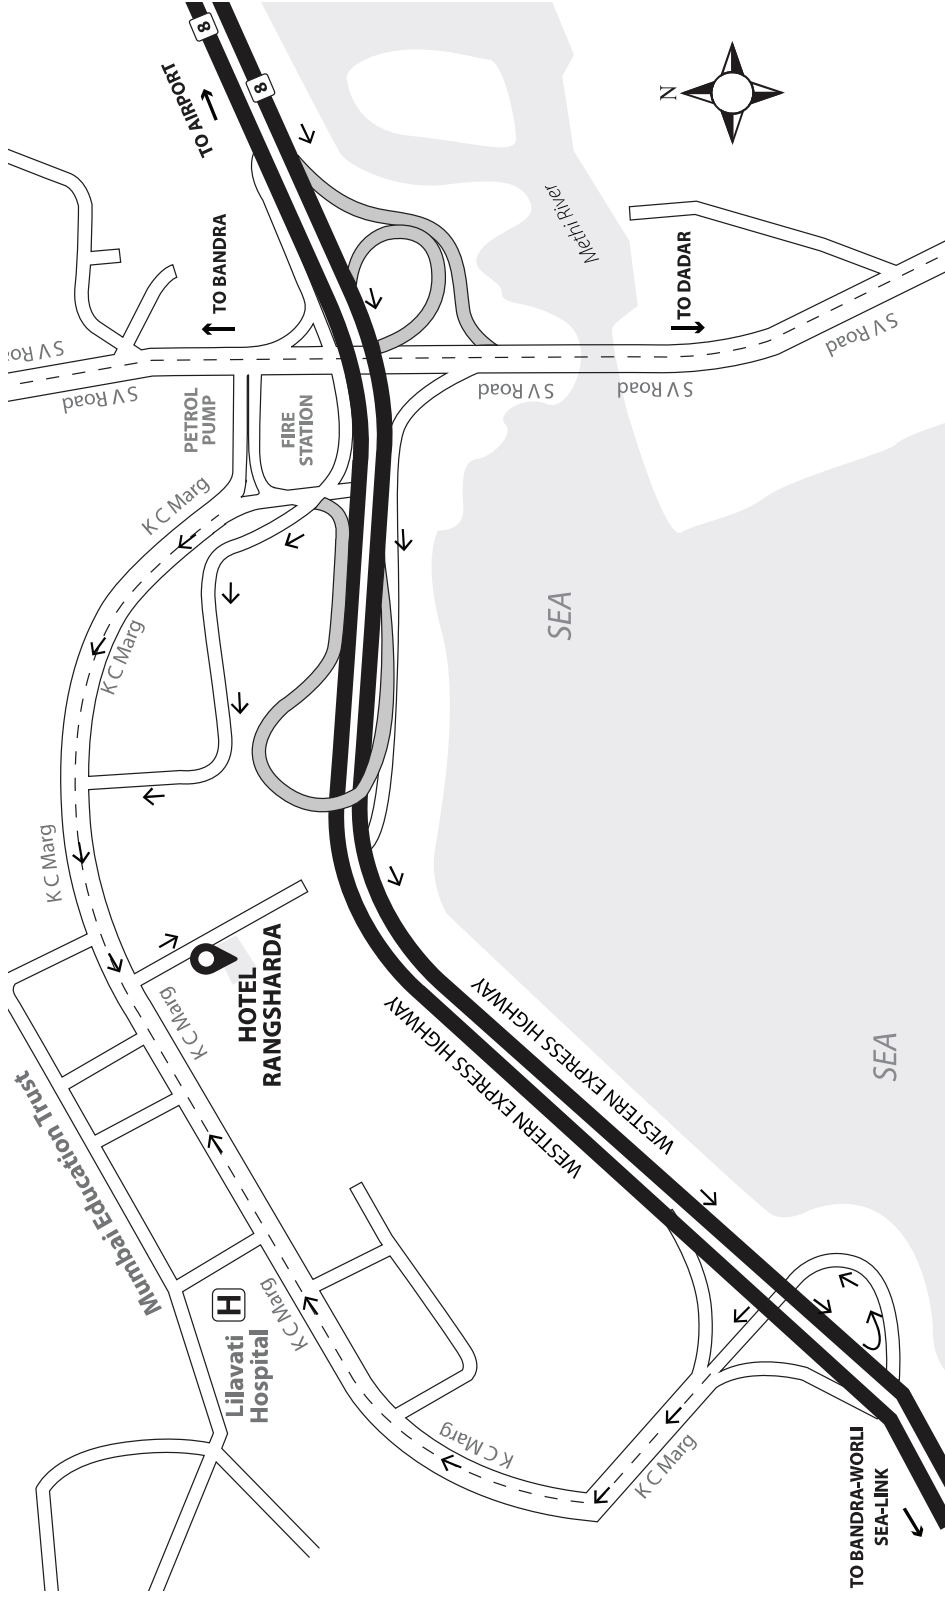 8
8
TO AIRPORT
N
Methi River
TO BANDRA
TO DADAR
S V Road
S V Road
S V Road
S V Road
S V Road
PETROL
PUMP
FIRE
STATION
K C Marg
K C Marg
SEA
K C Marg
HOTEL
RANGSHARDA
K C Marg
WESTERN EXPRESS HIGHWAY
WESTERN EXPRESS HIGHWAY
SEA
Mumbai Education Trust
H
Lilavati
Hospital
K C Marg
K C Marg
K C Marg
TO BANDRA-WORLI
SEA-LINK